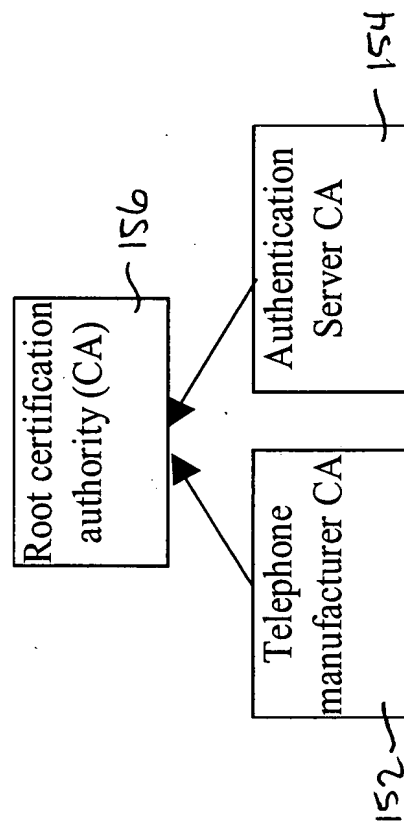 Root certification
authority (CA)
156
Telephone
manufacturer CA
152
Authentication
Server CA
154